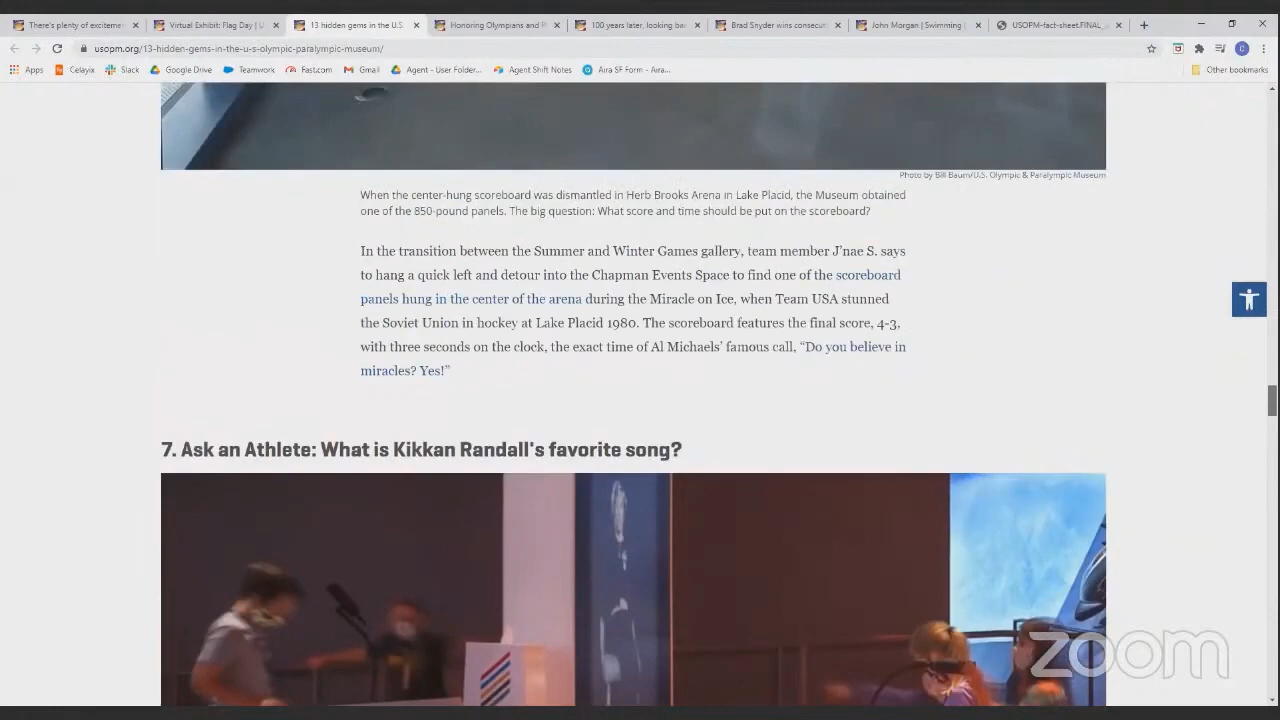 There's plenty of exciteme
Virtual Exhibit: Flag Day | U
13 hidden gems in the U.S.
Honoring Olympians and P
100 years later, looking ba
Brad Snyder wins consecut
John Morgan | Swimming |
USOPM-fact-sheet.FINAL_
usopm.org/13-hidden-gems-in-the-u-s-olympic-paralympic-museum/
C
Apps
Celayix
Slack
Google Drive
Teamwork
Fast.com
Gmail
Agent - User Folder...
Agent Shift Notes
Aira SF Form - Aira...
Other bookmarks
Photo by Bill Baum/U.S. Olympic & Paralympic Museum
When the center-hung scoreboard was dismantled in Herb Brooks Arena in Lake Placid, the Museum obtained
one of the 850-pound panels. The big question: What score and time should be put on the scoreboard?
In the transition between the Summer and Winter Games gallery, team member J'nae S. says
to hang a quick left and detour into the Chapman Events Space to find one of the scoreboard
panels hung in the center of the arena during the Miracle on Ice, when Team USA stunned
the Soviet Union in hockey at Lake Placid 1980. The scoreboard features the final score, 4-3,
with three seconds on the clock, the exact time of Al Michaels' famous call, “Do you believe in
miracles? Yes!”
7. Ask an Athlete: What is Kikkan Randall's favorite song?
zoom